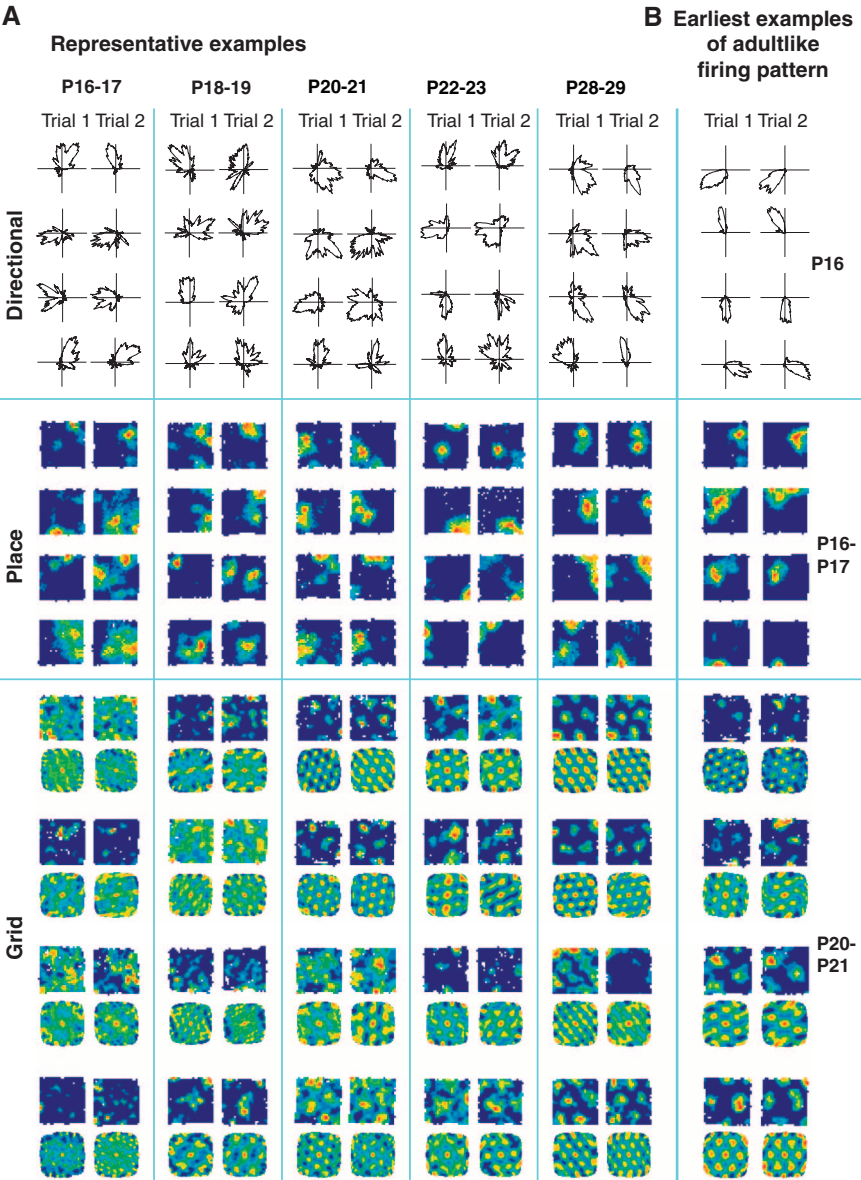 A
Representative examples
P16-17 P18-19 P20-21 P22-23 P28-29
Trial 1 Trial 2 Trial 1 Trial 2 Trial 1 Trial 2 Trial 1 Trial 2 Trial 1 Trial 2
B Earliest examples
of adultlike
firing pattern
Trial 1 Trial 2
Directional
P16
Place
P16-
P17
Grid
P20-
P21